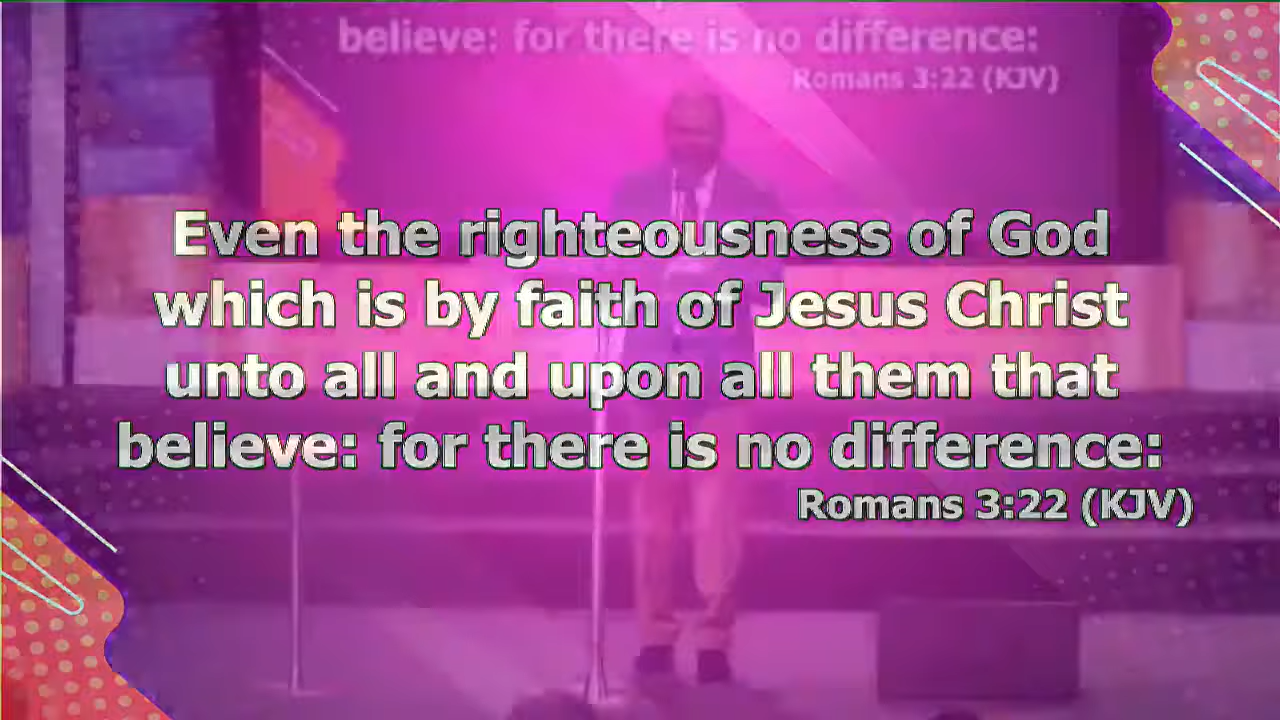 believe: for there is no difference:
Romans 3:22 (KJV)
Even the righteousness of God
which is by faith of Jesus Christ
unto all and upon all them that
believe: for there is no difference:
Romans 3:22 (KJV)